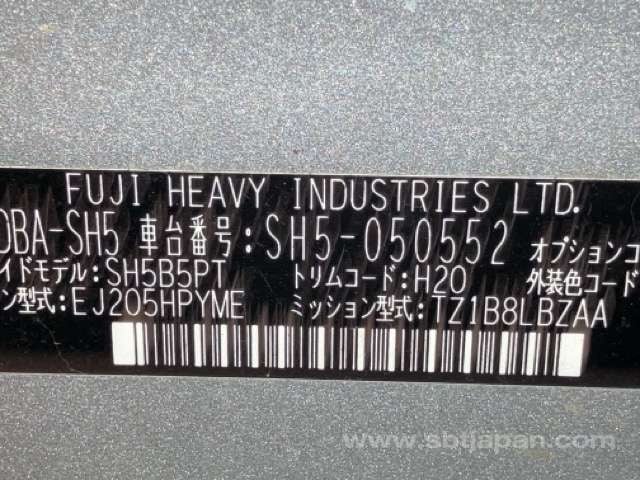 FUJI HEAVY INDUSTRIES LTD.
DBA-SH5 車台番号:SH5-050552 オプションコ
イドモデル:SH5B5PT トリムコード:H20 外装色コード
ン型式:EJ205HPYME ミッション型式:TZ1B8LBZAA
www.sbtjapan.com